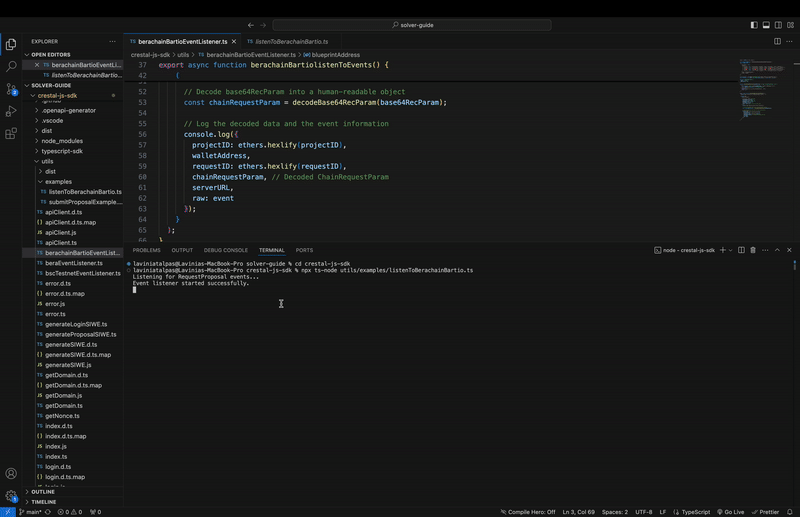 solver-guide
EXPLORER
OPEN EDITORS
berachainBartioEventLi...
listenToBerachainBartio...
SOLVER-GUIDE
crestal-js-sdk
.openapi-generator
.vscode
dist
node_modules
typescript-sdk
utils
dist
examples
TS listenToBerachainBartio.ts
TS submitProposalExample....
TS apiClient.d.ts
{} apiClient.d.ts.map
JS apiClient.js
TS apiClient.ts
TS berachainBartioEventList...
TS beraEventListener.ts
TS bscTestnetEventListener.ts
TS error.d.ts
{} error.d.ts.map
JS error.js
TS error.ts
TS generateLoginSIWE.ts
TS generateProposalSIWE.ts
TS generateSIWE.d.ts
{} generateSIWE.d.ts.map
JS generateSIWE.js
TS getDomain.d.ts
{} getDomain.d.ts.map
JS getDomain.js
TS getDomain.ts
TS getNonce.ts
TS index.d.ts
{} index.d.ts.map
JS index.js
TS index.ts
TS login.d.ts
{} login.d.ts.map
OUTLINE
TIMELINE
TS berachainBartioEventListener.ts
TS listenToBerachainBartio.ts
crestal-js-sdk > utils > TS berachainBartioEventListener.ts > blueprintAddress
37 export async function berachainBartiolistenToEvents() {
42 {
52 // Decode base64RecParam into a human-readable object
53 const chainRequestParam = decodeBase64RecParam(base64RecParam);
54
55 // Log the decoded data and the event information
56 console.log({
57 projectID: ethers.hexlify(projectID),
58 walletAddress,
59 requestID: ethers.hexlify(requestID),
60 chainRequestParam, // Decoded ChainRequestParam
61 serverURL,
62 raw: event
63 });
64 }
65 );
66 }
PROBLEMS OUTPUT DEBUG CONSOLE TERMINAL PORTS
node - crestal-js-sdk
laviniatalpas@Lavinias-MacBook-Pro solver-guide % cd crestal-js-sdk
laviniatalpas@Lavinias-MacBook-Pro crestal-js-sdk % npx ts-node utils/examples/listenToBerachainBartio.ts
Listening for RequestProposal events...
Event listener started successfully.
main* 0 0 0 Compile Hero: Off Ln 3, Col 69 Spaces: 2 UTF-8 LF TypeScript Go Live Prettier